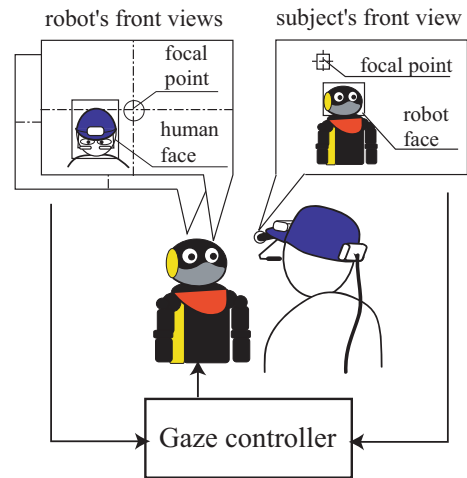 robot's front views
subject's front view
focal
point
human
face
focal point
robot
face
Gaze controller